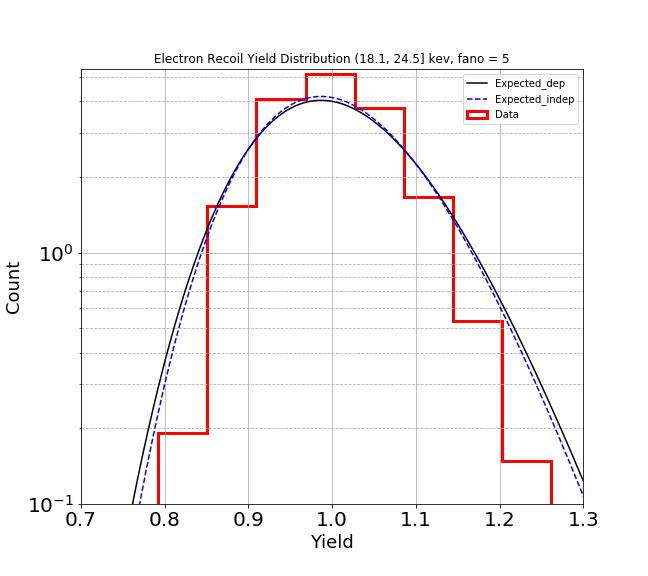 Electron Recoil Yield Distribution (18.1, 24.5] kev, fano = 5
Expected_dep
Expected_indep
Data
Count
10⁰
10⁻¹
0.7 0.8 0.9 1.0 1.1 1.2 1.3
Yield